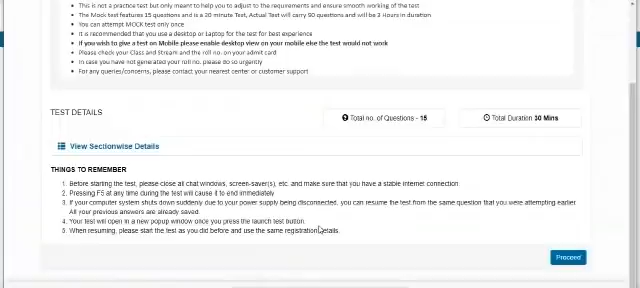 This is not a practice test but only meant to help you to adjust to the requirements and ensure smooth working of the test
The Mock test features 15 questions and is a 20 minute Test, Actual Test will carry 90 questions and will be 3 Hours in duration
You can attempt MOCK test only once
It is recommended that you use a desktop or Laptop for the test for best experience
If you wish to give a test on Mobile please enable desktop view on your mobile else the test would not work
Please check your Class and Stream and the roll no. on your admit card
In case you have not generated your roll no. please do so urgently
For any queries/concerns, please contact your nearest center or customer support
TEST DETAILS
Total no. of Questions - 15
Total Duration 30 Mins
View Sectionwise Details
THINGS TO REMEMBER
1. Before starting the test, please close all chat windows, screen-saver(s), etc. and make sure that you have a stable internet connection.
2. Pressing F5 at any time during the test will cause it to end immediately
3. If your computer system shuts down suddenly due to your power supply being disconnected, you can resume the test from the same question that you were attempting earlier.
All your previous answers are already saved.
4. Your test will open in a new popup window once you press the launch test button.
5. When resuming, please start the test as you did before and use the same registration details.
Proceed